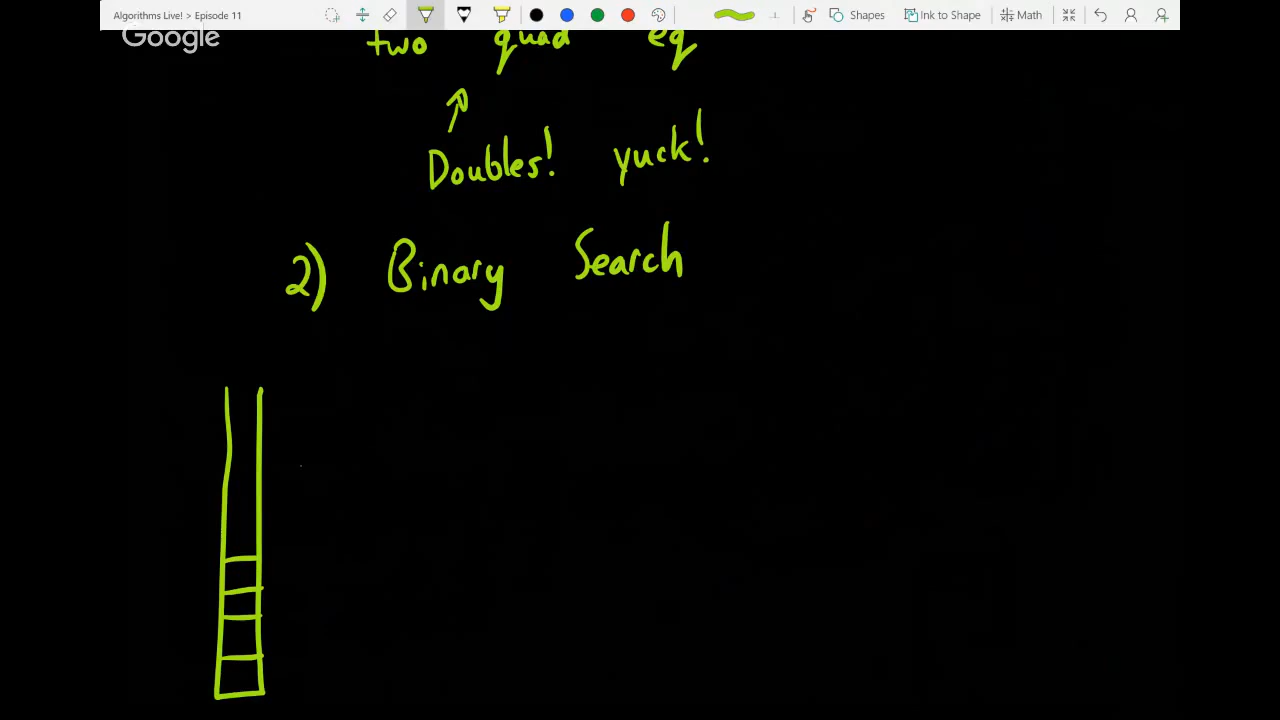 Algorithms Live! > Episode 11
Shapes
Ink to Shape
Math
Google
two quad eq
Doubles! yuck!
2) Binary Search